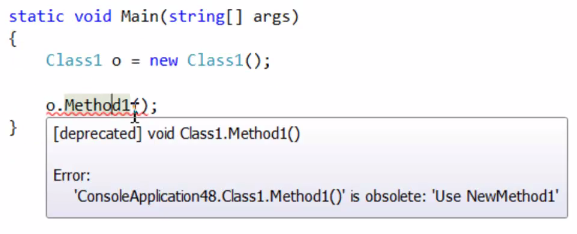 static void Main(string[] args)
{
Class1 o = new Class1();
o.Method1();
}
[deprecated] void Class1.Method1()
Error:
'ConsoleApplication48.Class1.Method1()' is obsolete: 'Use NewMethod1'